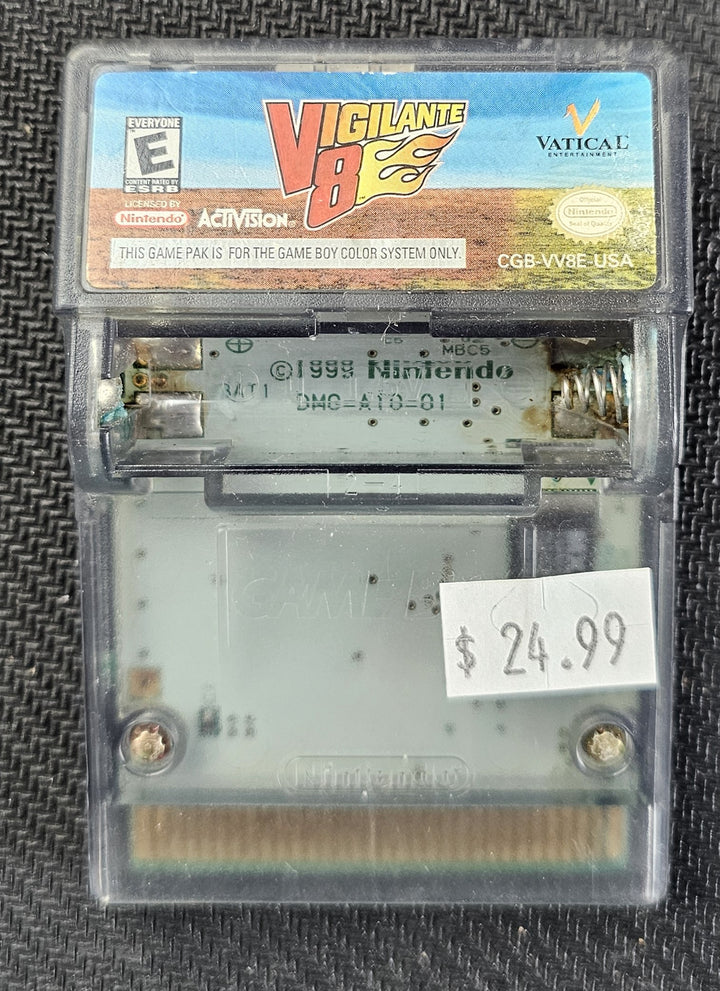 EVERYONE
E
CONTENT RATED BY
ESRB
VIGILANTE
8
VATICAL
ENTERTAINMENT
LICENSED BY
Nintendo
ACTIVISION
Official
Nintendo
Seal of Quality
THIS GAME PAK IS FOR THE GAME BOY COLOR SYSTEM ONLY.
CGB-VV8E-USA
MBC5
©1998 Nintendo
BAT1
DMG-A10-01
GAME
$ 24.99
Nintendo